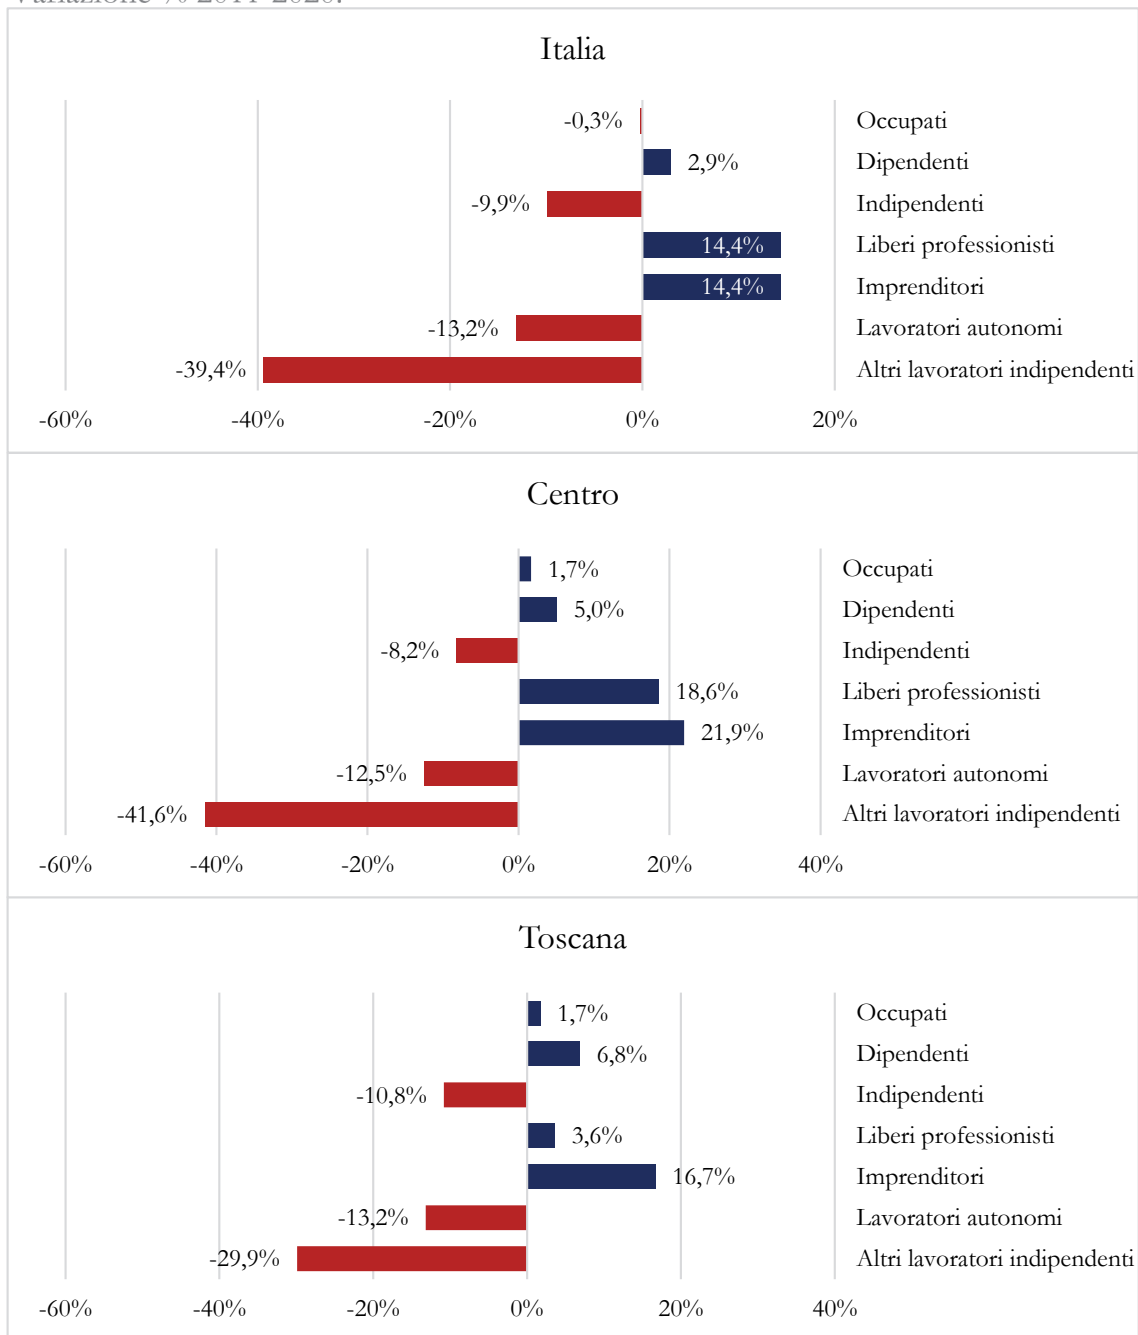 Variazione % 2011-2020.
Italia
-0,3% Occupati
2,9% Dipendenti
-9,9% Indipendenti
14,4% Liberi professionisti
14,4% Imprenditori
-13,2% Lavoratori autonomi
-39,4% Altri lavoratori indipendenti
-60% -40% -20% 0% 20%
Centro
1,7% Occupati
5,0% Dipendenti
-8,2% Indipendenti
18,6% Liberi professionisti
21,9% Imprenditori
-12,5% Lavoratori autonomi
-41,6% Altri lavoratori indipendenti
-60% -40% -20% 0% 20% 40%
Toscana
1,7% Occupati
6,8% Dipendenti
-10,8% Indipendenti
3,6% Liberi professionisti
16,7% Imprenditori
-13,2% Lavoratori autonomi
-29,9% Altri lavoratori indipendenti
-60% -40% -20% 0% 20% 40%